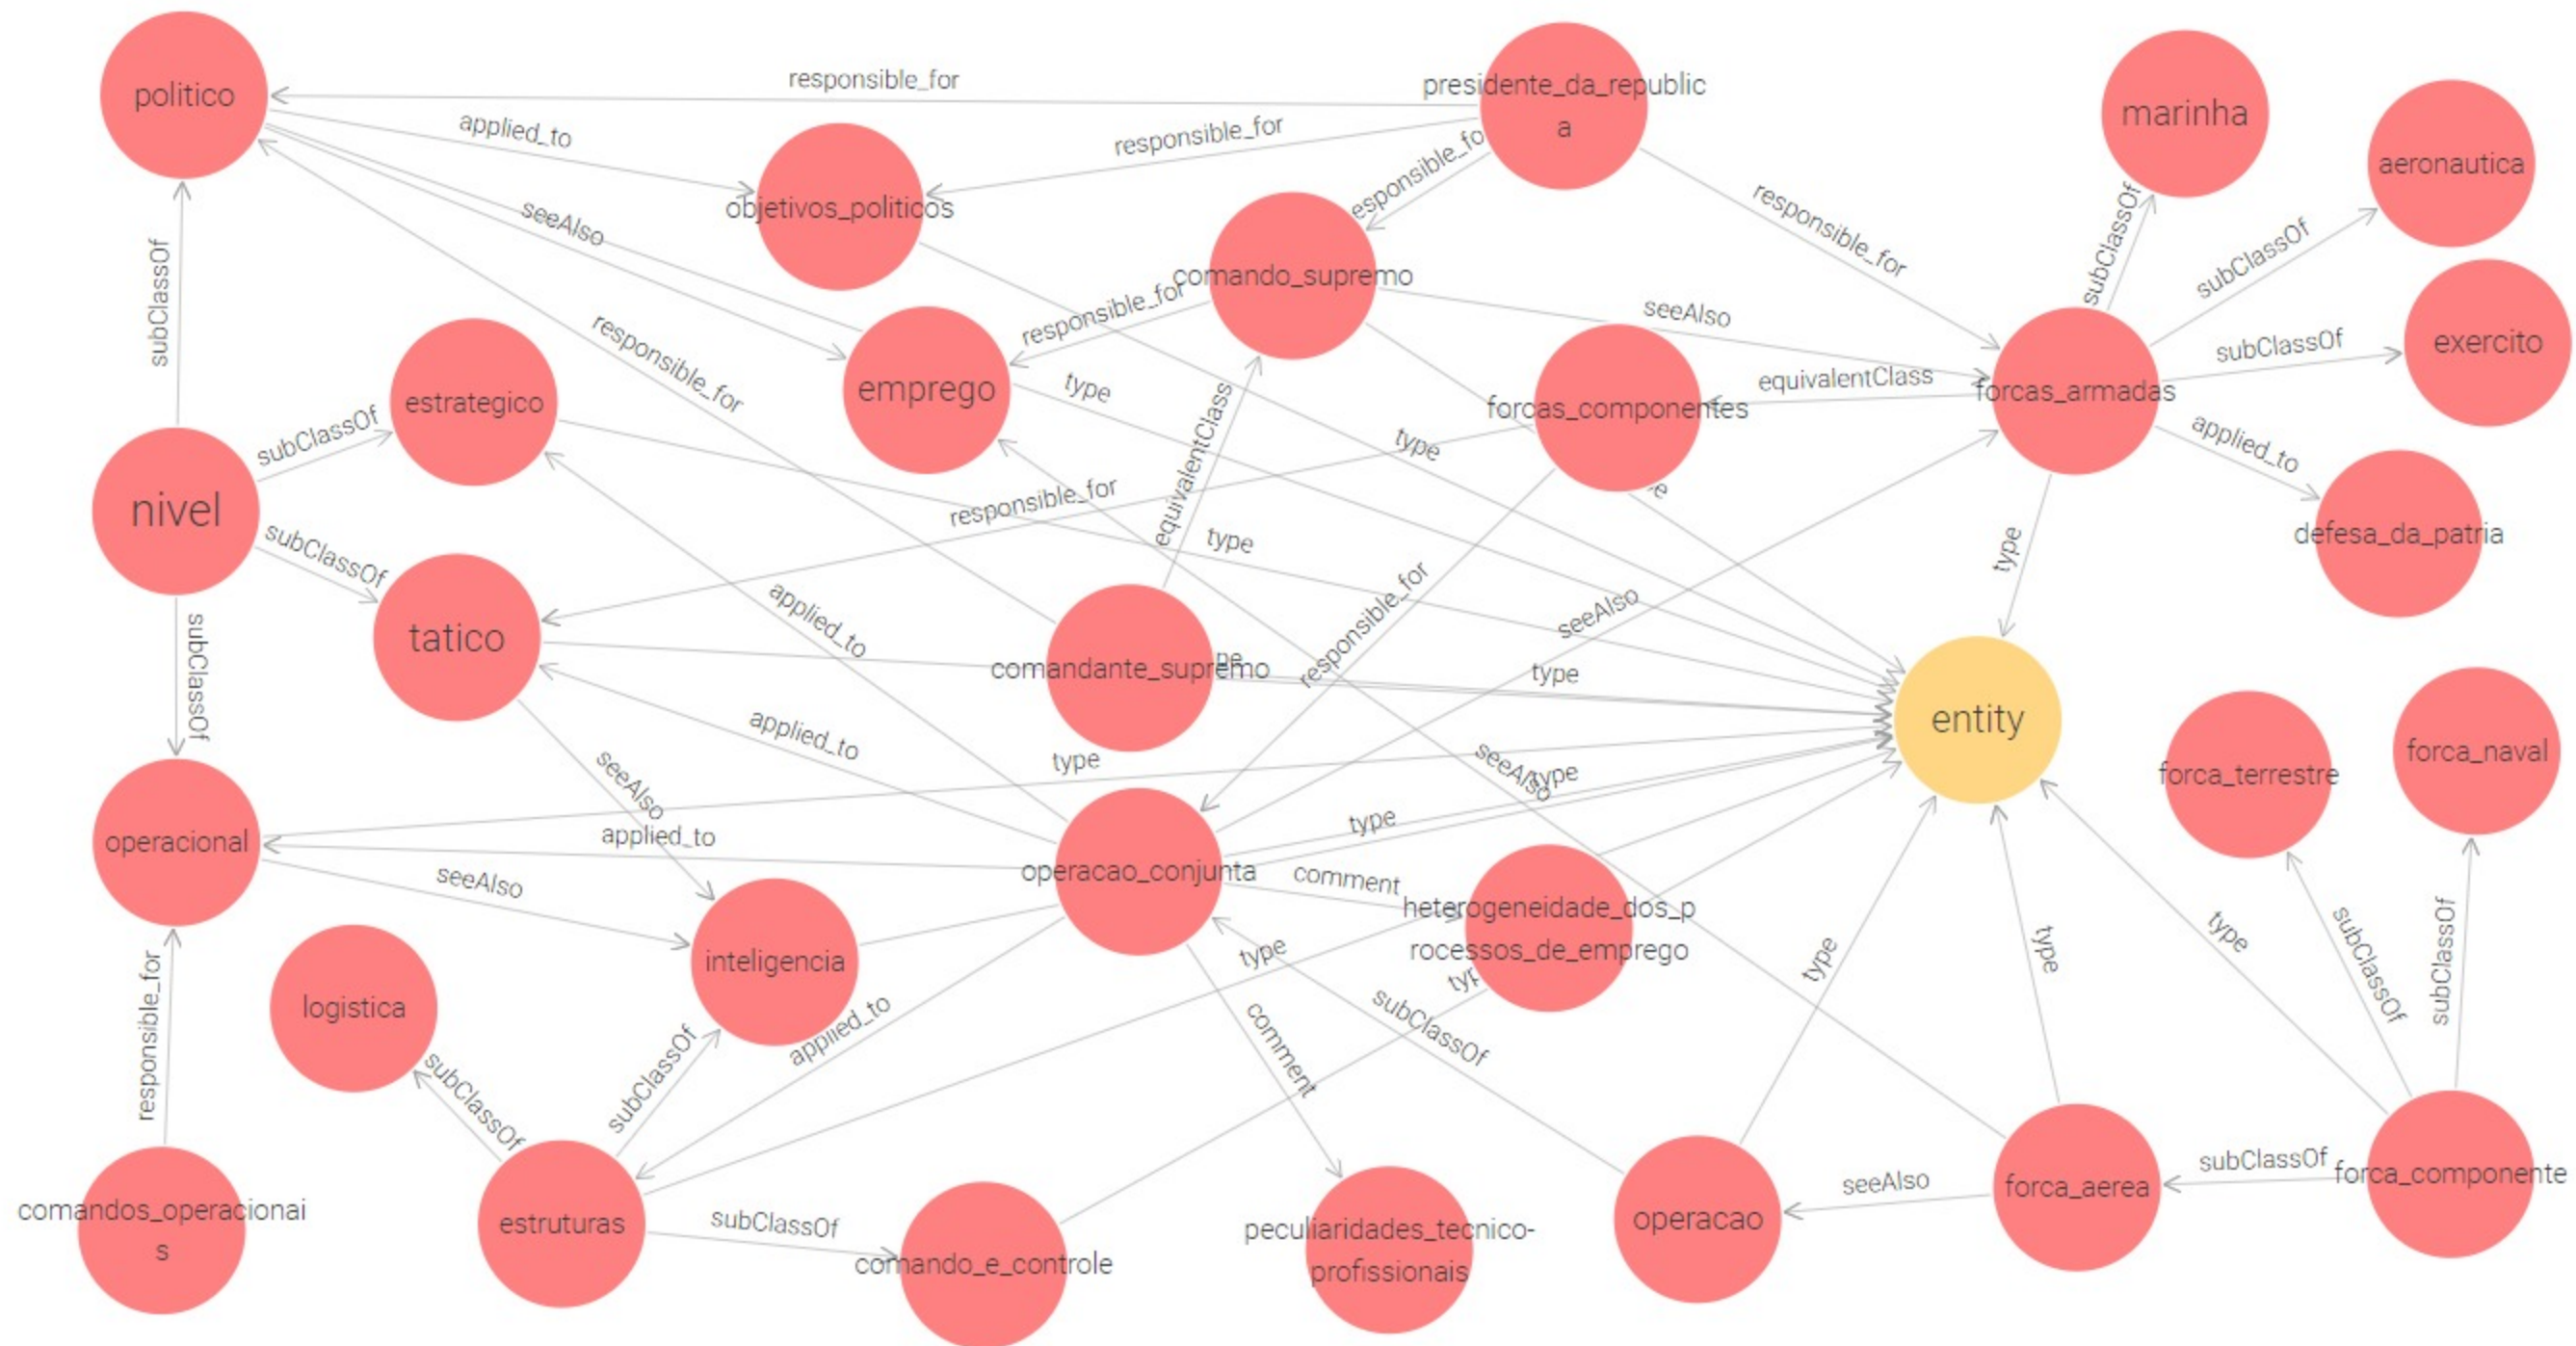 politico
responsible_for
presidente_da_republic
a
marinha
aeronautica
applied_to
responsible_for
objetivos_politicos
seeAlso
comando_supremo
responsible_for
subClassOf
subClassOf
exercito
subClassOf
subClassOf
responsible_for
responsible_for
seeAlso
equivalentClass
forcas_armadas
forcas_componentes
emprego
type
estrategico
type
applied_to
defesa_da_patria
subClassOf
nivel
subClassOf
responsible_for
equivalentClass
type
type
tatico
applied_to
responsible_for
seeAlso
comandante_supremo
type
entity
subClassOf
applied_to
type
seeAlso
type
forca_terrestre
forca_naval
seeAlso
operacional
applied_to
type
operacao_conjunta
comment
seeAlso
heterogeneidade_dos_p
rocessos_de_emprego
inteligencia
type
type
type
type
subClassOf
subClassOf
logistica
applied_to
comment
subClassOf
responsible_for
subClassOf
subClassOf
comandos_operacionai
s
estruturas
subClassOf
comando_e_controle
peculiaridades_tecnico-
profissionais
operacao
seeAlso
forca_aerea
subClassOf
forca_componente